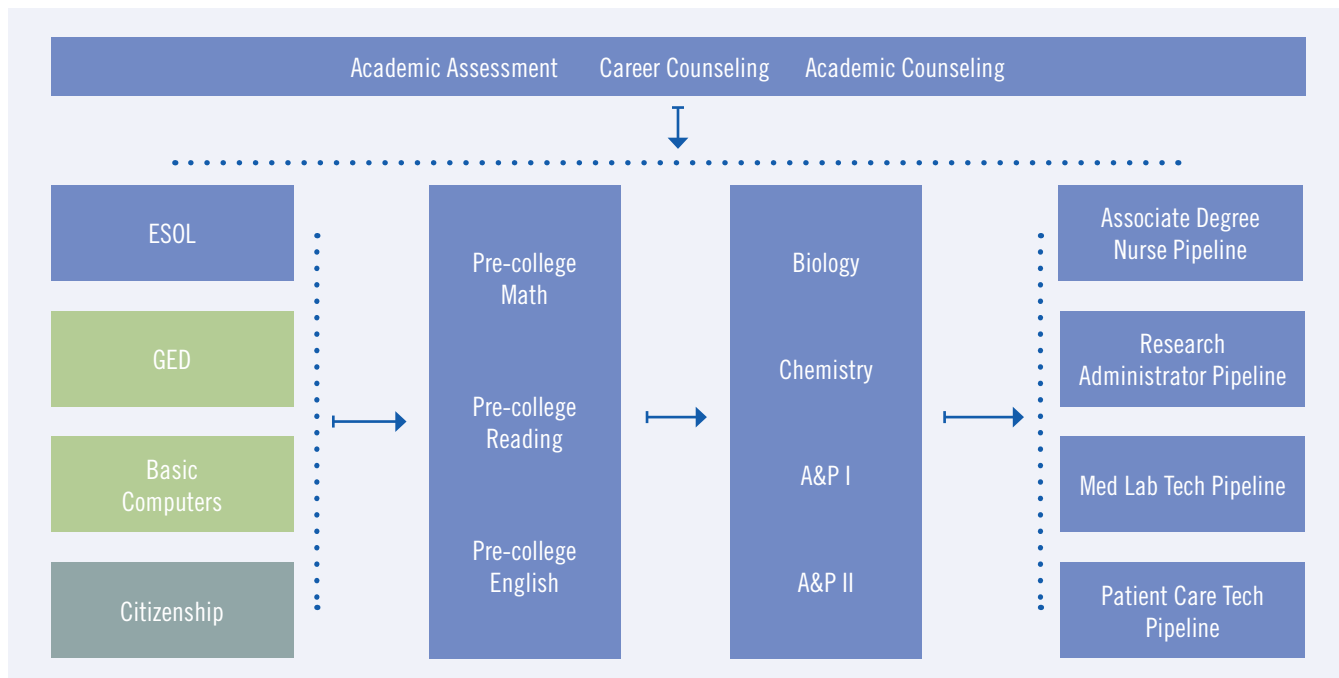 Academic Assessment Career Counseling Academic Counseling
ESOL
GED
Basic
Computers
Citizenship
Pre-college
Math
Pre-college
Reading
Pre-college
English
Biology
Chemistry
A&P I
A&P II
Associate Degree
Nurse Pipeline
Research
Administrator Pipeline
Med Lab Tech Pipeline
Patient Care Tech
Pipeline